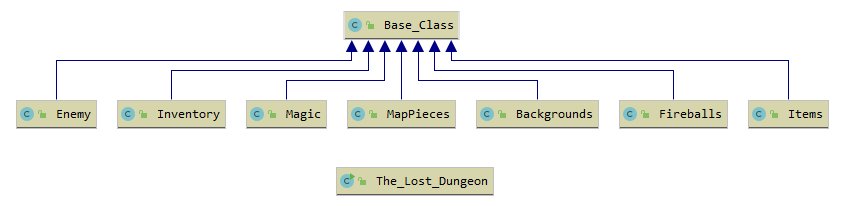 Base_Class
Enemy
Inventory
Magic
MapPieces
Backgrounds
Fireballs
Items
The_Lost_Dungeon